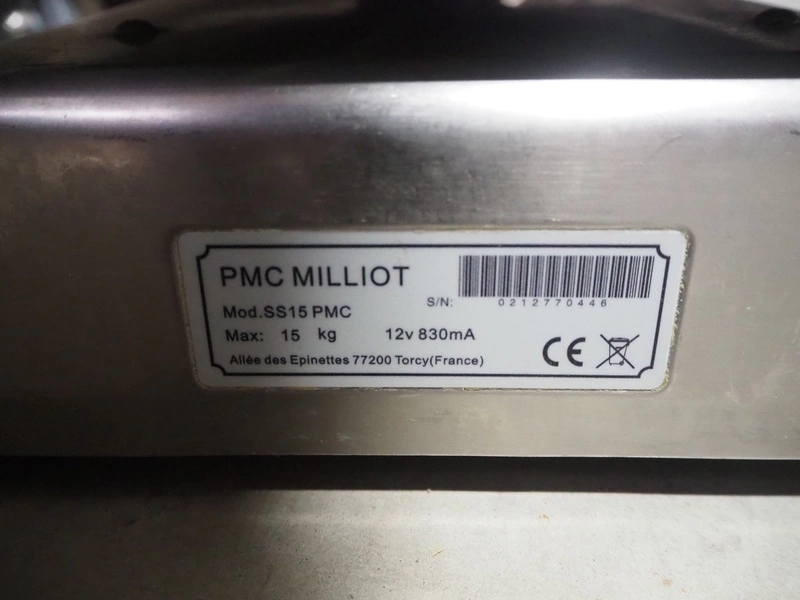 PMC MILLIOT
S/N: 0212770446
Mod.SS15 PMC
Max: 15 kg 12v 830mA
Allée des Epinettes 77200 Torcy(France)
CE